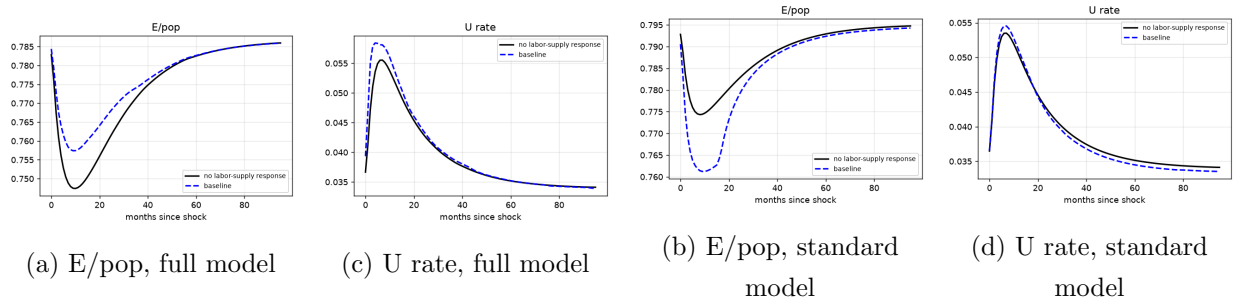 E/pop
0.785
0.780
0.775
0.770
0.765
0.760
0.755
0.750
no labor-supply response
baseline
0 20 40 60 80
months since shock
(a) E/pop, full model
U rate
0.055
0.050
0.045
0.040
0.035
no labor-supply response
baseline
0 20 40 60 80
months since shock
(c) U rate, full model
E/pop
0.795
0.790
0.785
0.780
0.775
0.770
0.765
0.760
no labor-supply response
baseline
0 20 40 60 80
months since shock
(b) E/pop, standard
model
U rate
0.055
0.050
0.045
0.040
0.035
no labor-supply response
baseline
0 20 40 60 80
months since shock
(d) U rate, standard
model